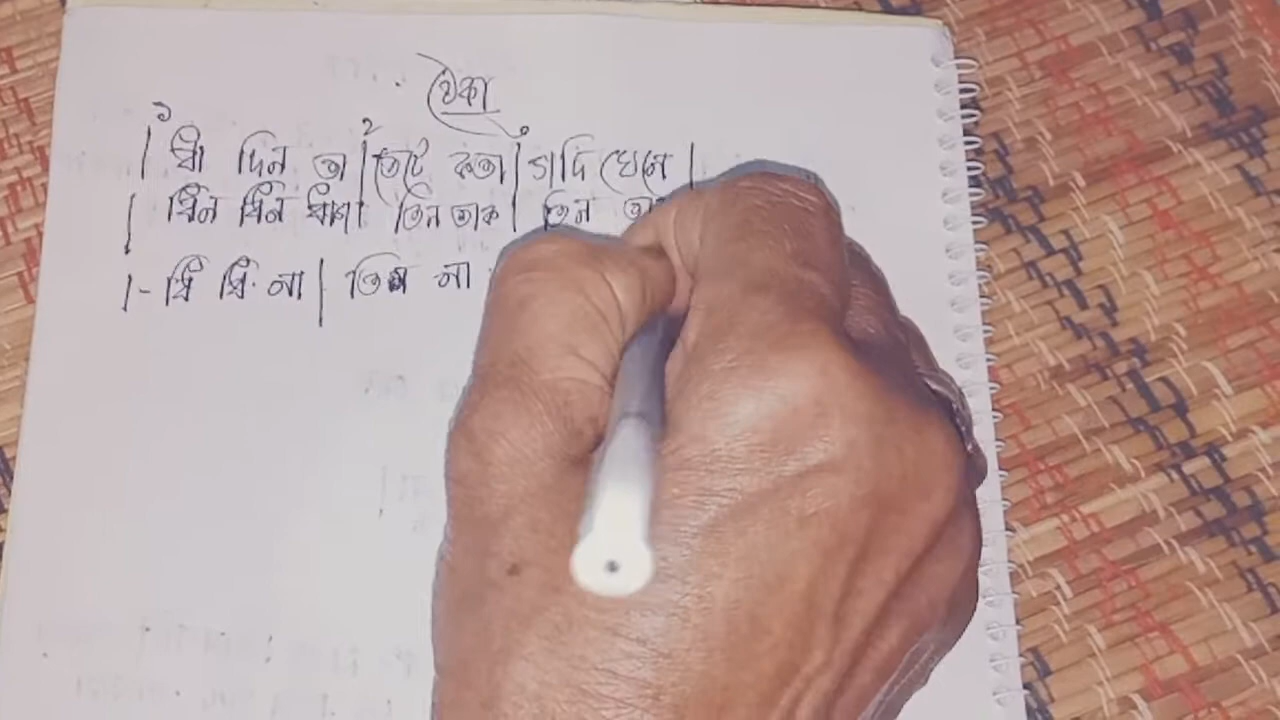 ঠেকা
| ধা দিন তা | তেটে কতা | গদি ঘেনে |
| ধিন ধিন ধাগ | তিন তাক | তিন
|- ধি ধি না | তি না